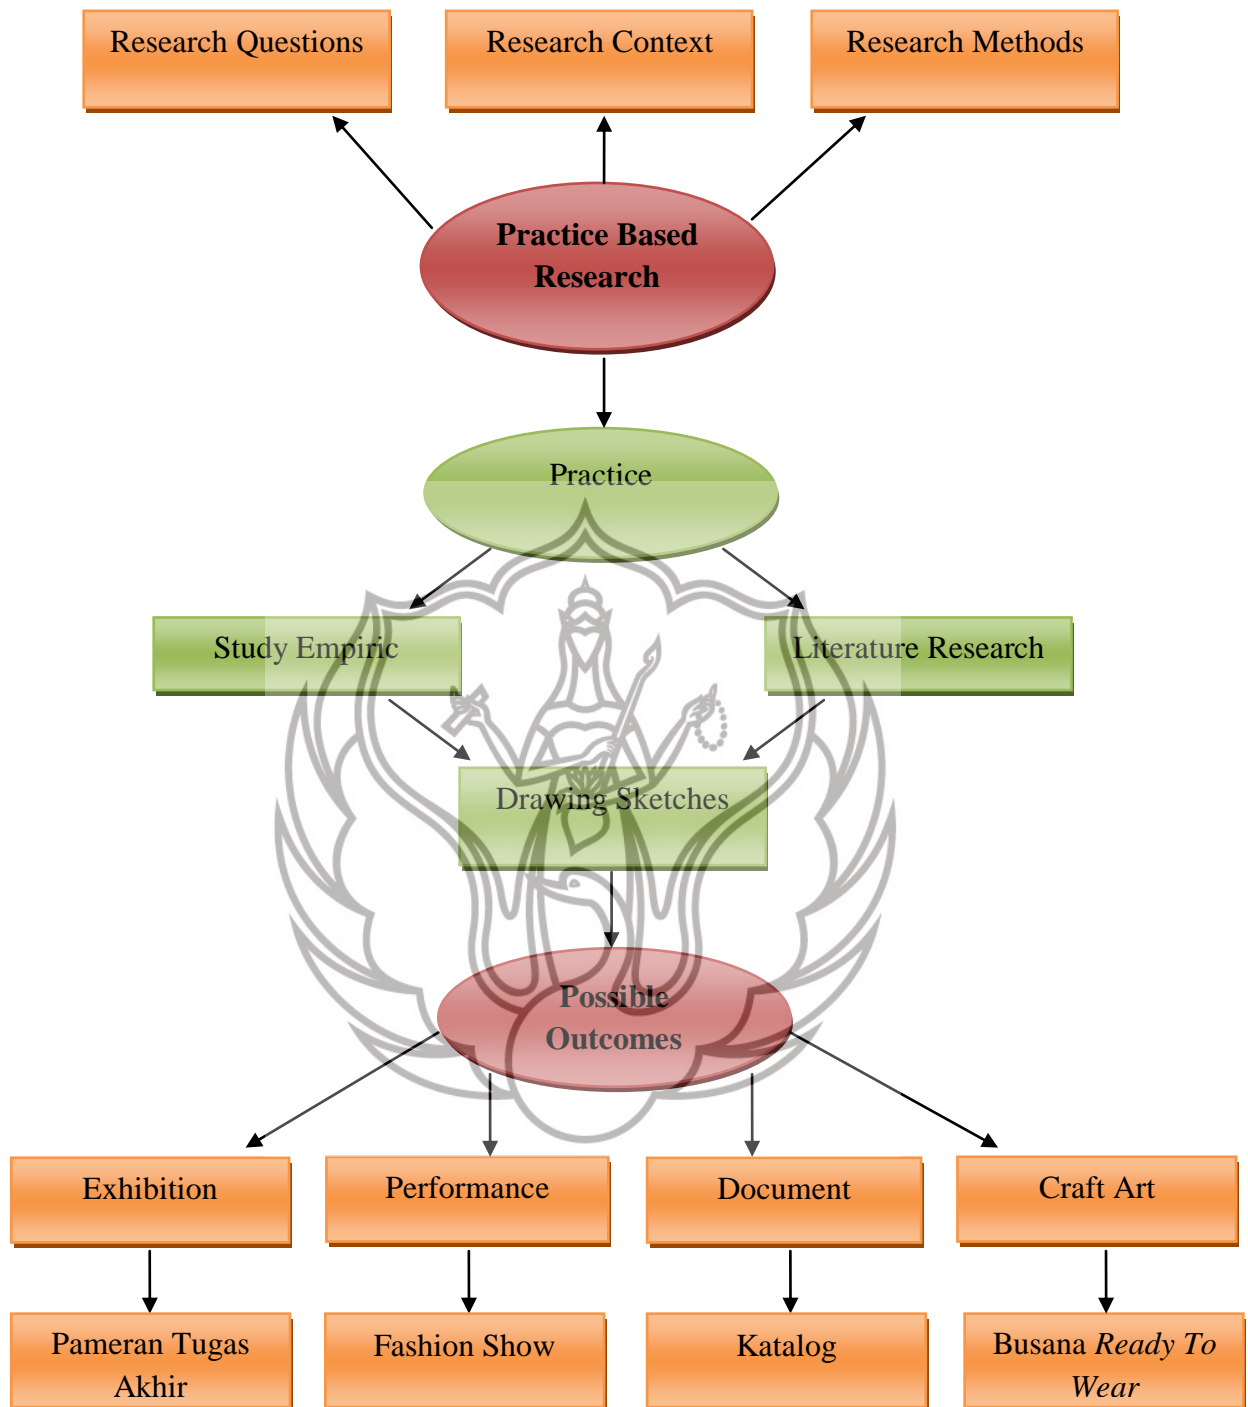 Research Questions
Research Context
Research Methods
Practice Based
Research
Practice
Study Empiric
Literature Research
Drawing Sketches
Possible
Outcomes
Exhibition
Performance
Document
Craft Art
Pameran Tugas
Akhir
Fashion Show
Katalog
Busana Ready To
Wear